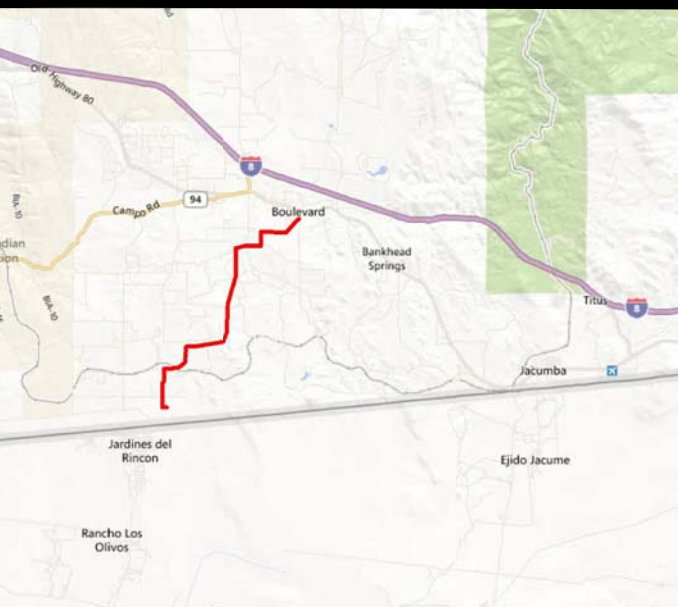 Old Highway 80
8
94
Campo Rd
Boulevard
BIA-10
Bankhead
Springs
BIA-10
Titus
8
Jacumba
Jardines del
Rincon
Ejido Jacume
Rancho Los
Olivos